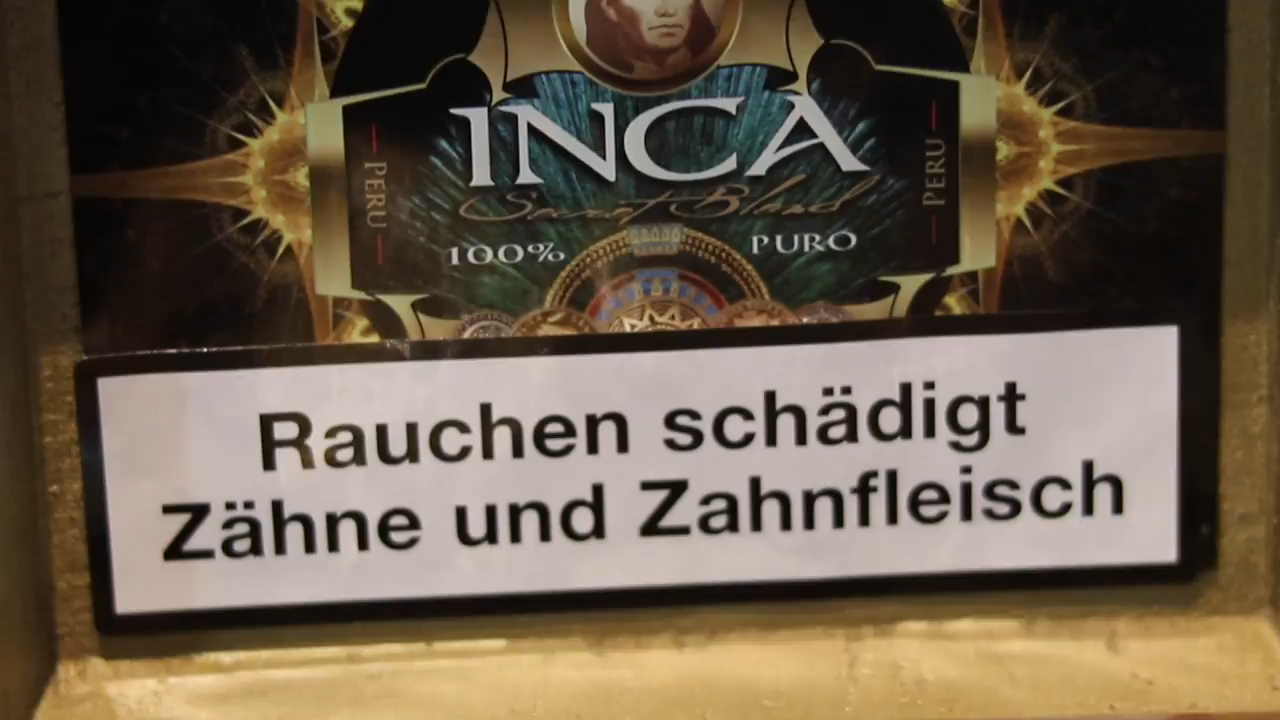 INCA
Secret Blend
PERU
PERU
100% PURO
Rauchen schädigt
Zähne und Zahnfleisch